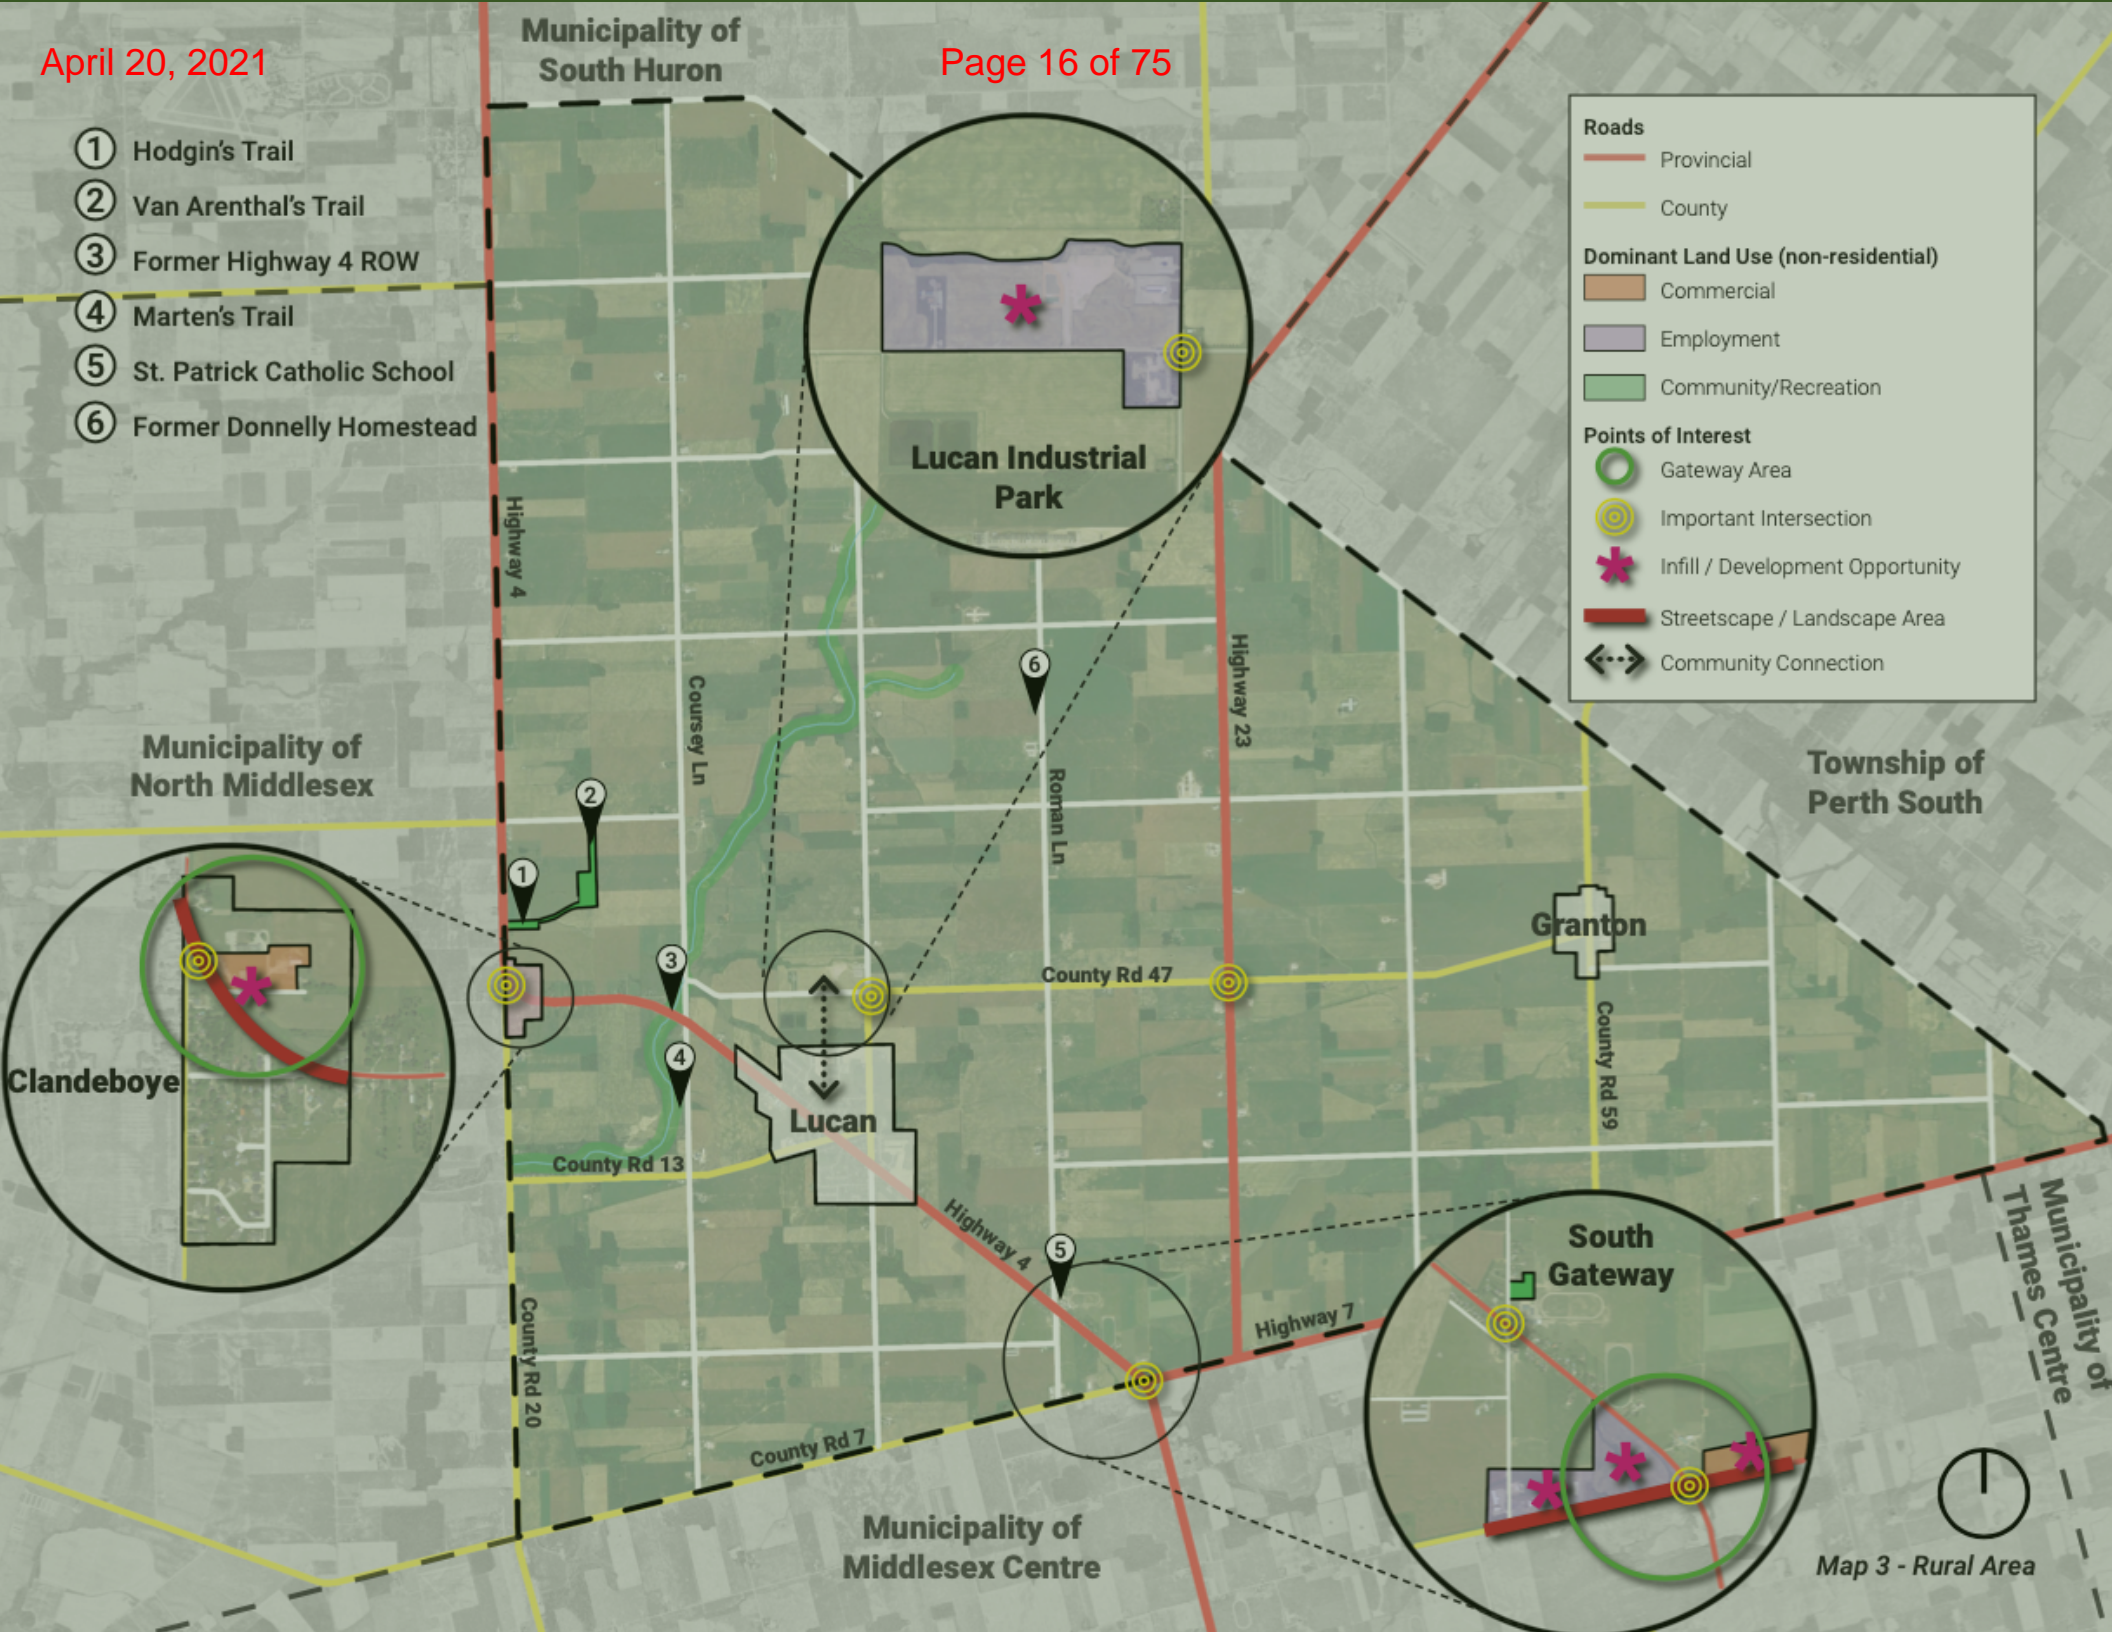 April 20, 2021
Page 16 of 75
Municipality of
South Huron
1 Hodgin's Trail
2 Van Arenthal's Trail
3 Former Highway 4 ROW
4 Marten's Trail
5 St. Patrick Catholic School
6 Former Donnelly Homestead
Roads
Provincial
County
Dominant Land Use (non-residential)
Commercial
Employment
Community/Recreation
Points of Interest
Gateway Area
Important Intersection
Infill / Development Opportunity
Streetscape / Landscape Area
Community Connection
Lucan Industrial
Park
Highway 4
Coursey Ln
6
Highway 23
Roman Ln
Municipality of
North Middlesex
Township of
Perth South
2
1
3
4
Granton
County Rd 47
County Rd 59
Clandeboye
Lucan
County Rd 13
Highway 4
5
South
Gateway
Highway 7
County Rd 20
County Rd 7
Municipality of
Thames Centre
Municipality of
Middlesex Centre
Map 3 - Rural Area